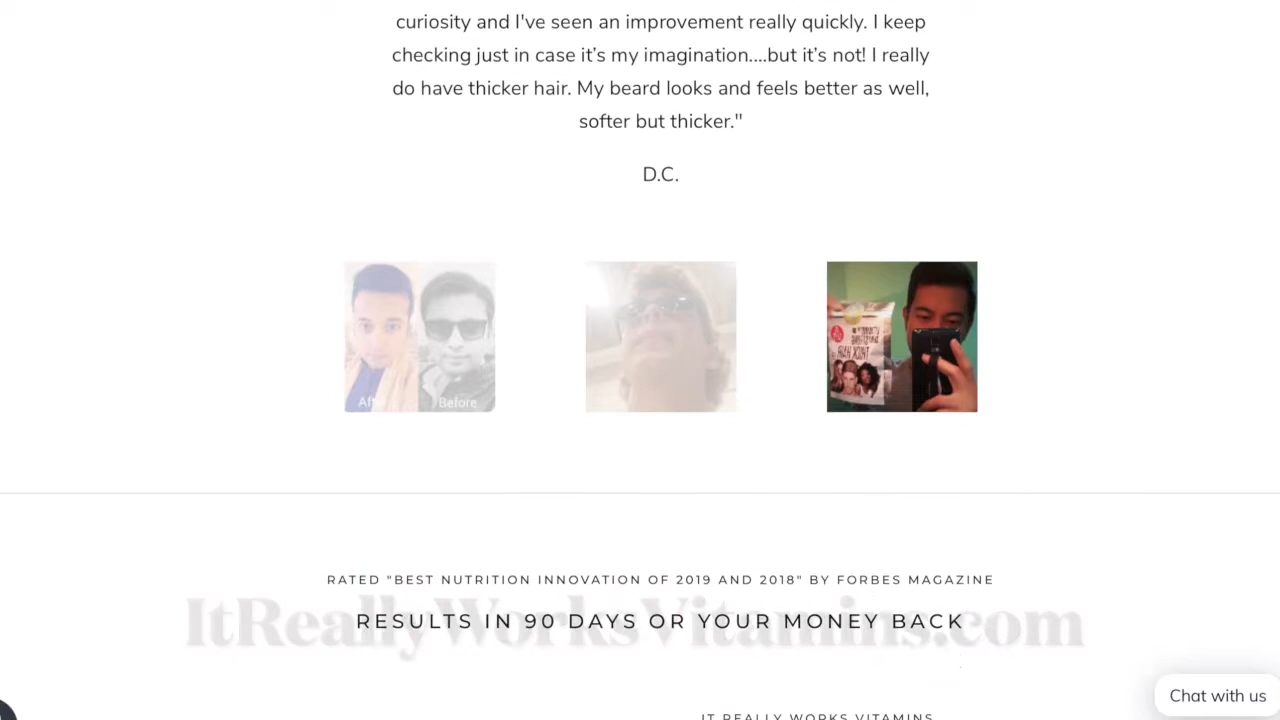 curiosity and I've seen an improvement really quickly. I keep
checking just in case it’s my imagination....but it’s not! I really
do have thicker hair. My beard looks and feels better as well,
softer but thicker."
D.C.
After Before
RATED "BEST NUTRITION INNOVATION OF 2019 AND 2018" BY FORBES MAGAZINE
ItReallyWorksVitamins.com
RESULTS IN 90 DAYS OR YOUR MONEY BACK
Chat with us
IT REALLY WORKS VITAMINS